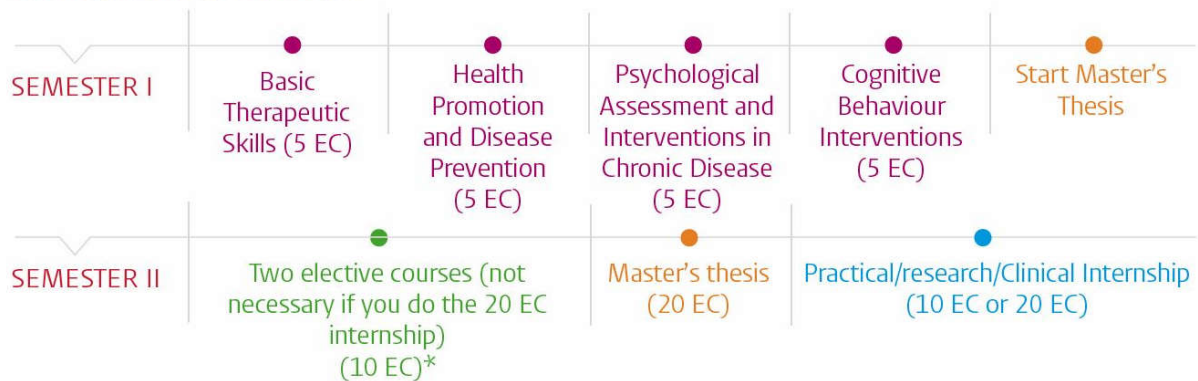 SEMESTER I
Basic
Therapeutic
Skills (5 EC)
Health
Promotion
and Disease
Prevention
(5 EC)
Psychological
Assessment and
Interventions in
Chronic Disease
(5 EC)
Cognitive
Behaviour
Interventions
(5 EC)
Start Master's
Thesis
SEMESTER II
Two elective courses (not
necessary if you do the 20 EC
internship)
(10 EC)*
Master's thesis
(20 EC)
Practical/research/Clinical Internship
(10 EC or 20 EC)